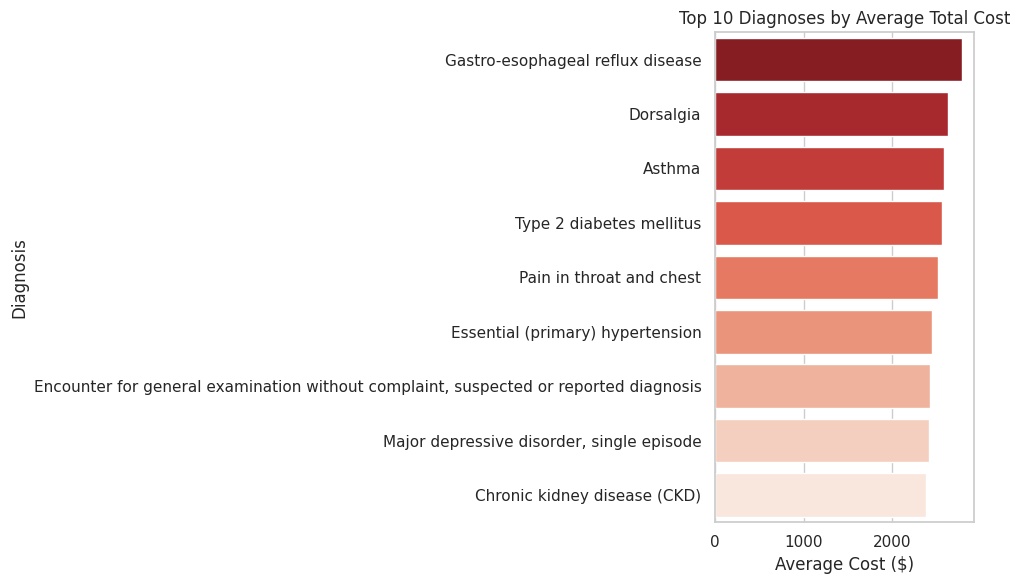 Top 10 Diagnoses by Average Total Cost
Gastro-esophageal reflux disease
Dorsalgia
Asthma
Type 2 diabetes mellitus
Pain in throat and chest
Essential (primary) hypertension
Encounter for general examination without complaint, suspected or reported diagnosis
Major depressive disorder, single episode
Chronic kidney disease (CKD)
Diagnosis
0 1000 2000
Average Cost ($)